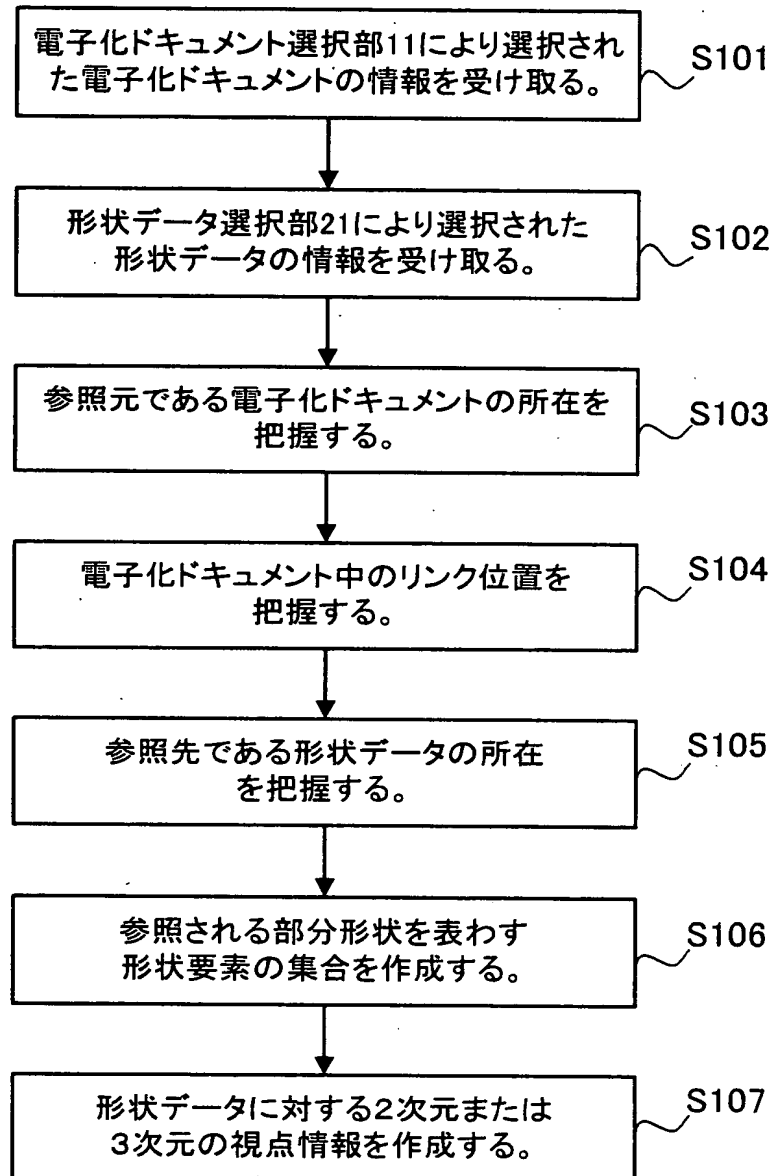 電子化ドキュメント選択部11により選択され
た電子化ドキュメントの情報を受け取る。
S101
形状データ選択部21により選択された
形状データの情報を受け取る。
S102
参照元である電子化ドキュメントの所在を
把握する。
S103
電子化ドキュメント中のリンク位置を
把握する。
S104
参照先である形状データの所在
を把握する。
S105
参照される部分形状を表わす
形状要素の集合を作成する。
S106
形状データに対する2次元または
3次元の視点情報を作成する。
S107